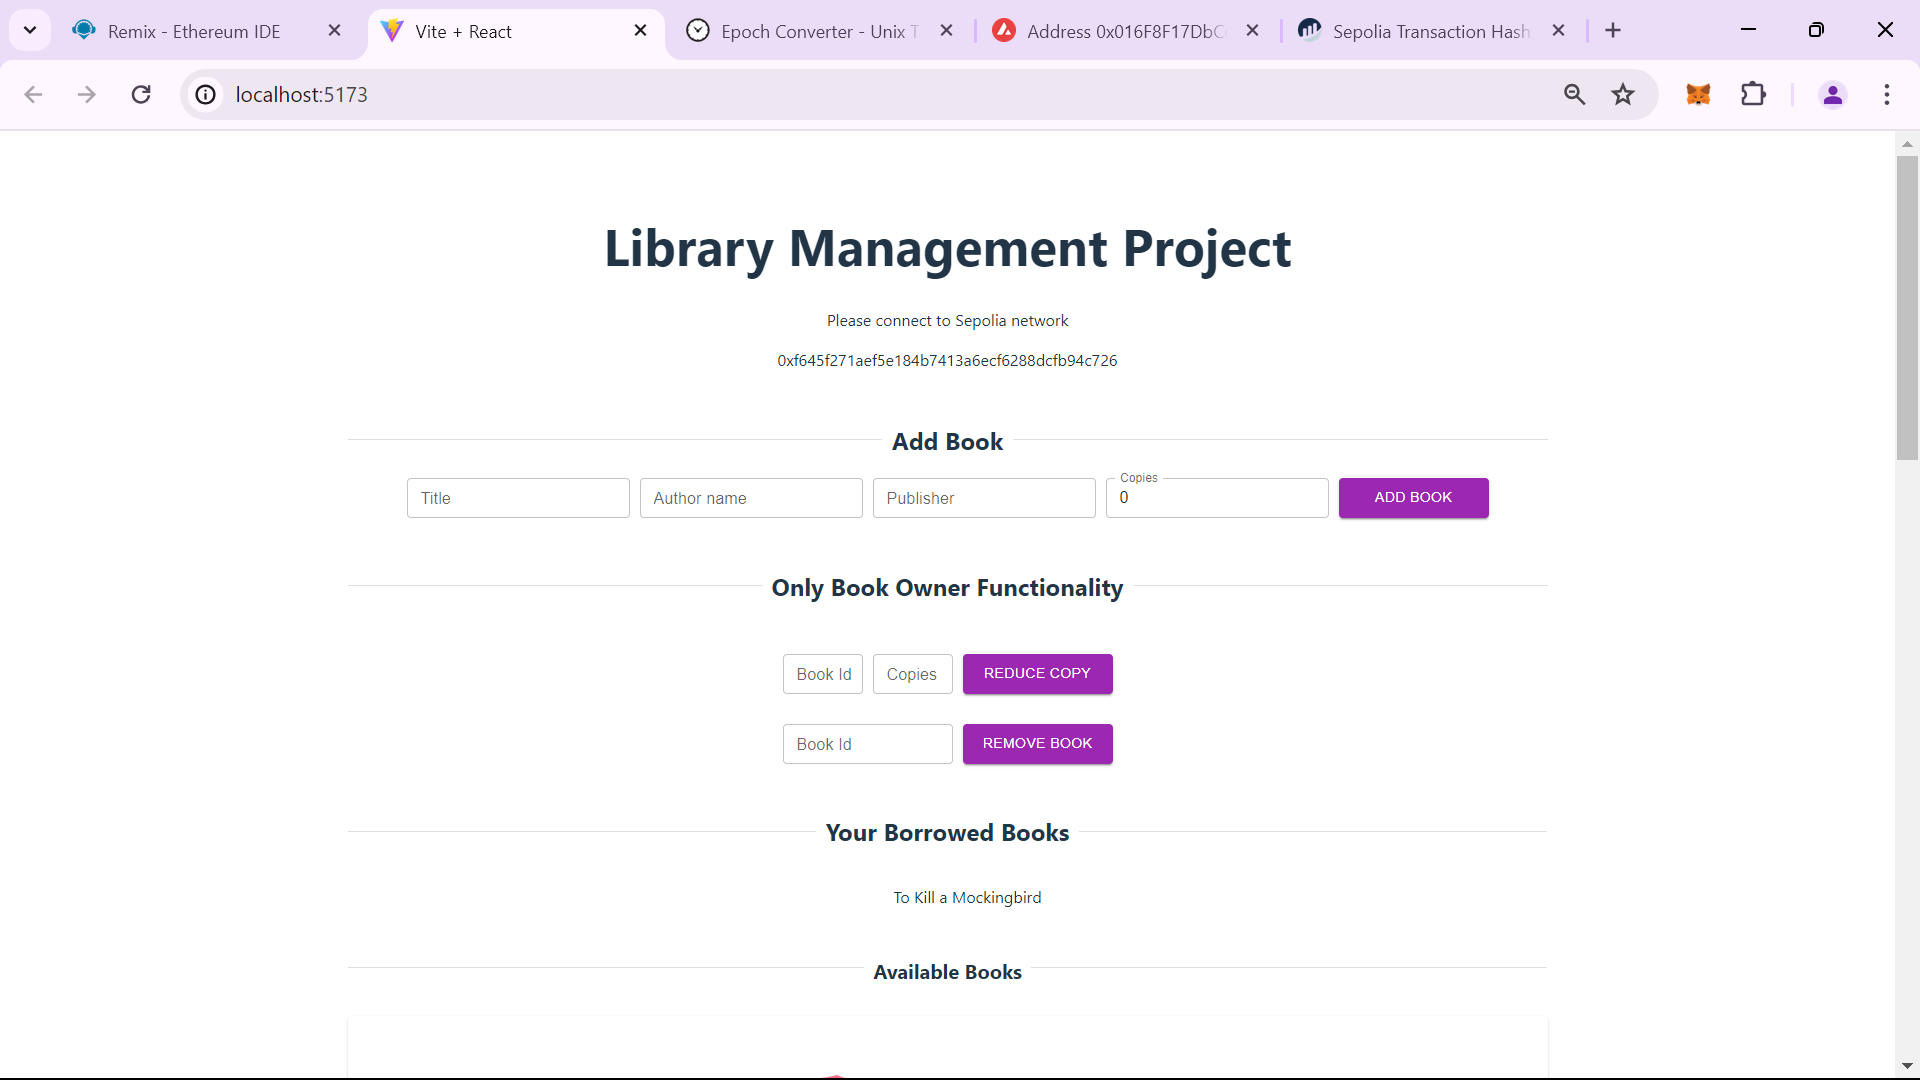 Remix - Ethereum IDE
Vite + React
Epoch Converter - Unix T
Address 0x016F8F17DbC
Sepolia Transaction Hash
localhost:5173
Library Management Project
Please connect to Sepolia network
0xf645f271aef5e184b7413a6ecf6288dcfb94c726
Add Book
Title
Author name
Publisher
Copies
0
ADD BOOK
Only Book Owner Functionality
Book Id
Copies
REDUCE COPY
Book Id
REMOVE BOOK
Your Borrowed Books
To Kill a Mockingbird
Available Books